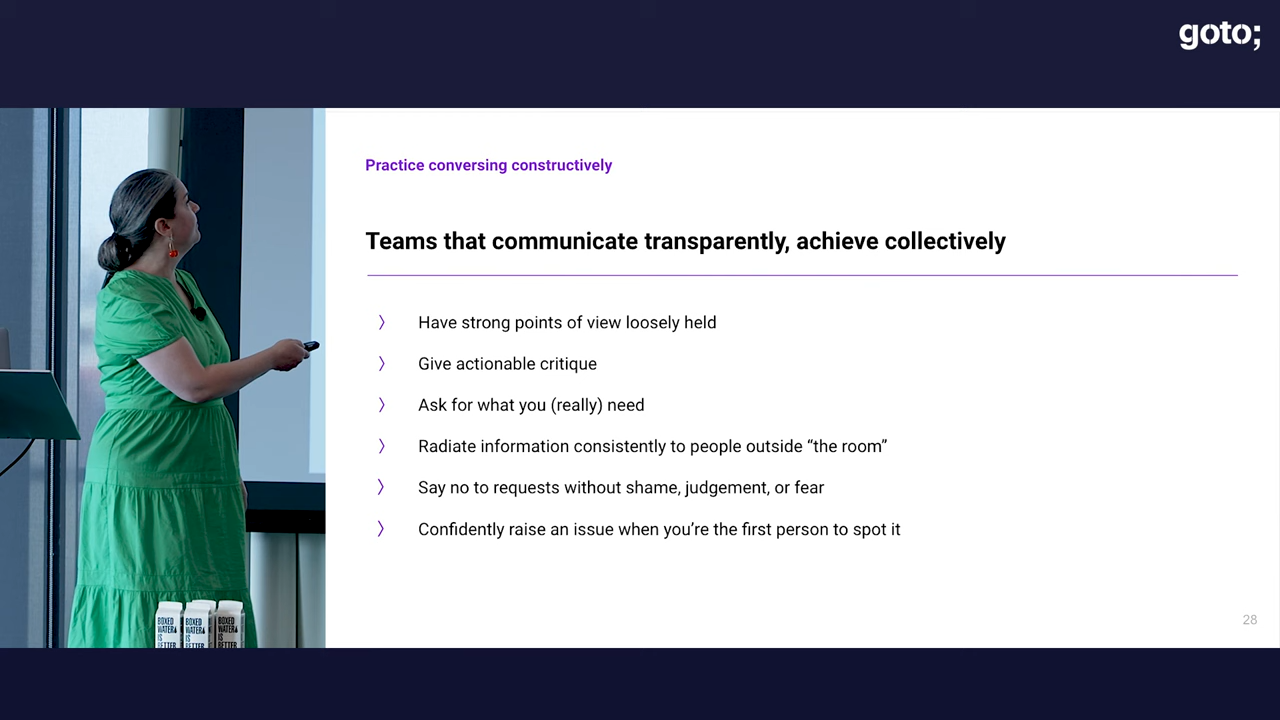 goto;
Practice conversing constructively
Teams that communicate transparently, achieve collectively
Have strong points of view loosely held
Give actionable critique
Ask for what you (really) need
Radiate information consistently to people outside “the room”
Say no to requests without shame, judgement, or fear
Confidently raise an issue when you’re the first person to spot it
28
BOXED
WATER
IS
BETTER
BOXED
WATER
IS
BETTER
BOXED
WATER
IS
BETTER